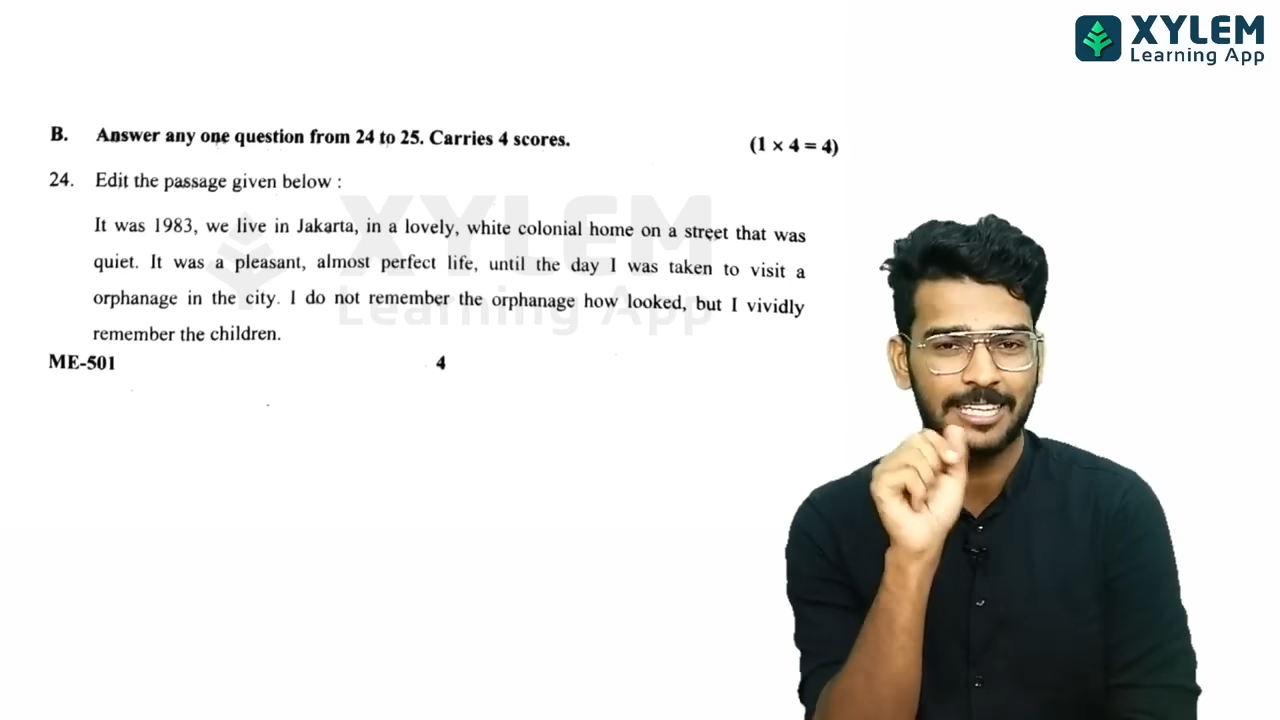 XYLEM
Learning App
B. Answer any one question from 24 to 25. Carries 4 scores. (1 × 4 = 4)
24. Edit the passage given below :
It was 1983, we live in Jakarta, in a lovely, white colonial home on a street that was
quiet. It was a pleasant, almost perfect life, until the day I was taken to visit a
orphanage in the city. I do not remember the orphanage how looked, but I vividly
remember the children.
ME-501 4
XYLEM
Learning App